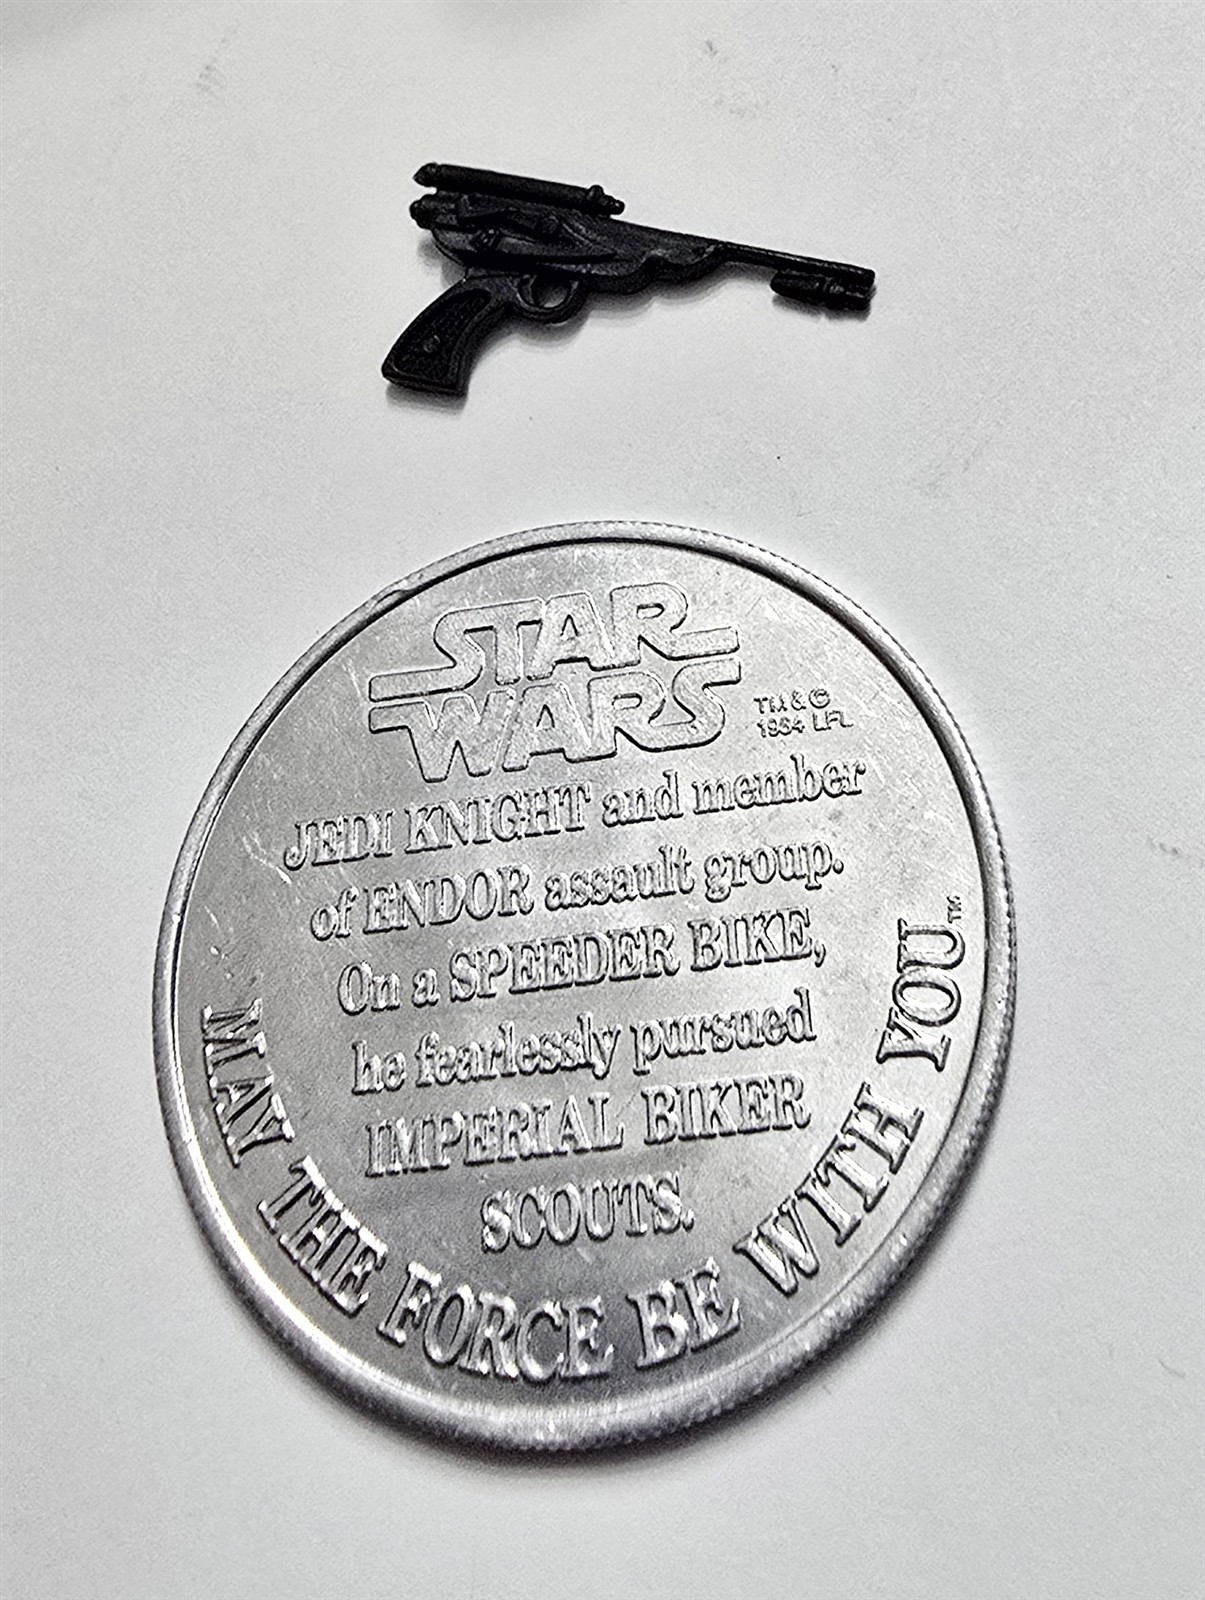 STAR
WARS
TM & ©
1984 LFL
JEDI KNIGHT and member
of ENDOR assault group.
On a SPEEDER BIKE,
he fearlessly pursued
IMPERIAL BIKER
SCOUTS.
MAY THE FORCE BE WITH YOU™